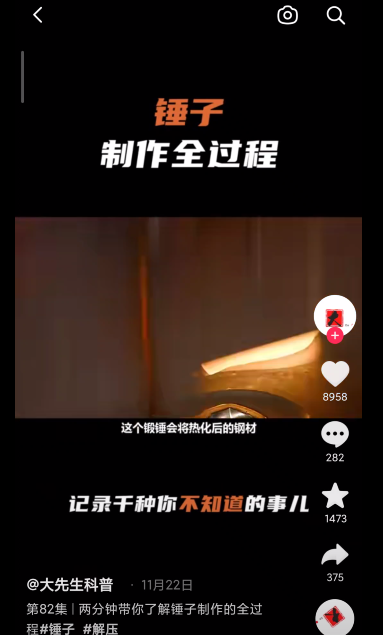 锤子
制作全过程
这个锻锤会将热化后的钢材
8958
282
记录千种你不知道的事儿
1473
375
@大先生科普 · 11月22日
第82集 | 两分钟带你了解锤子制作的全过
程#锤子 #解压